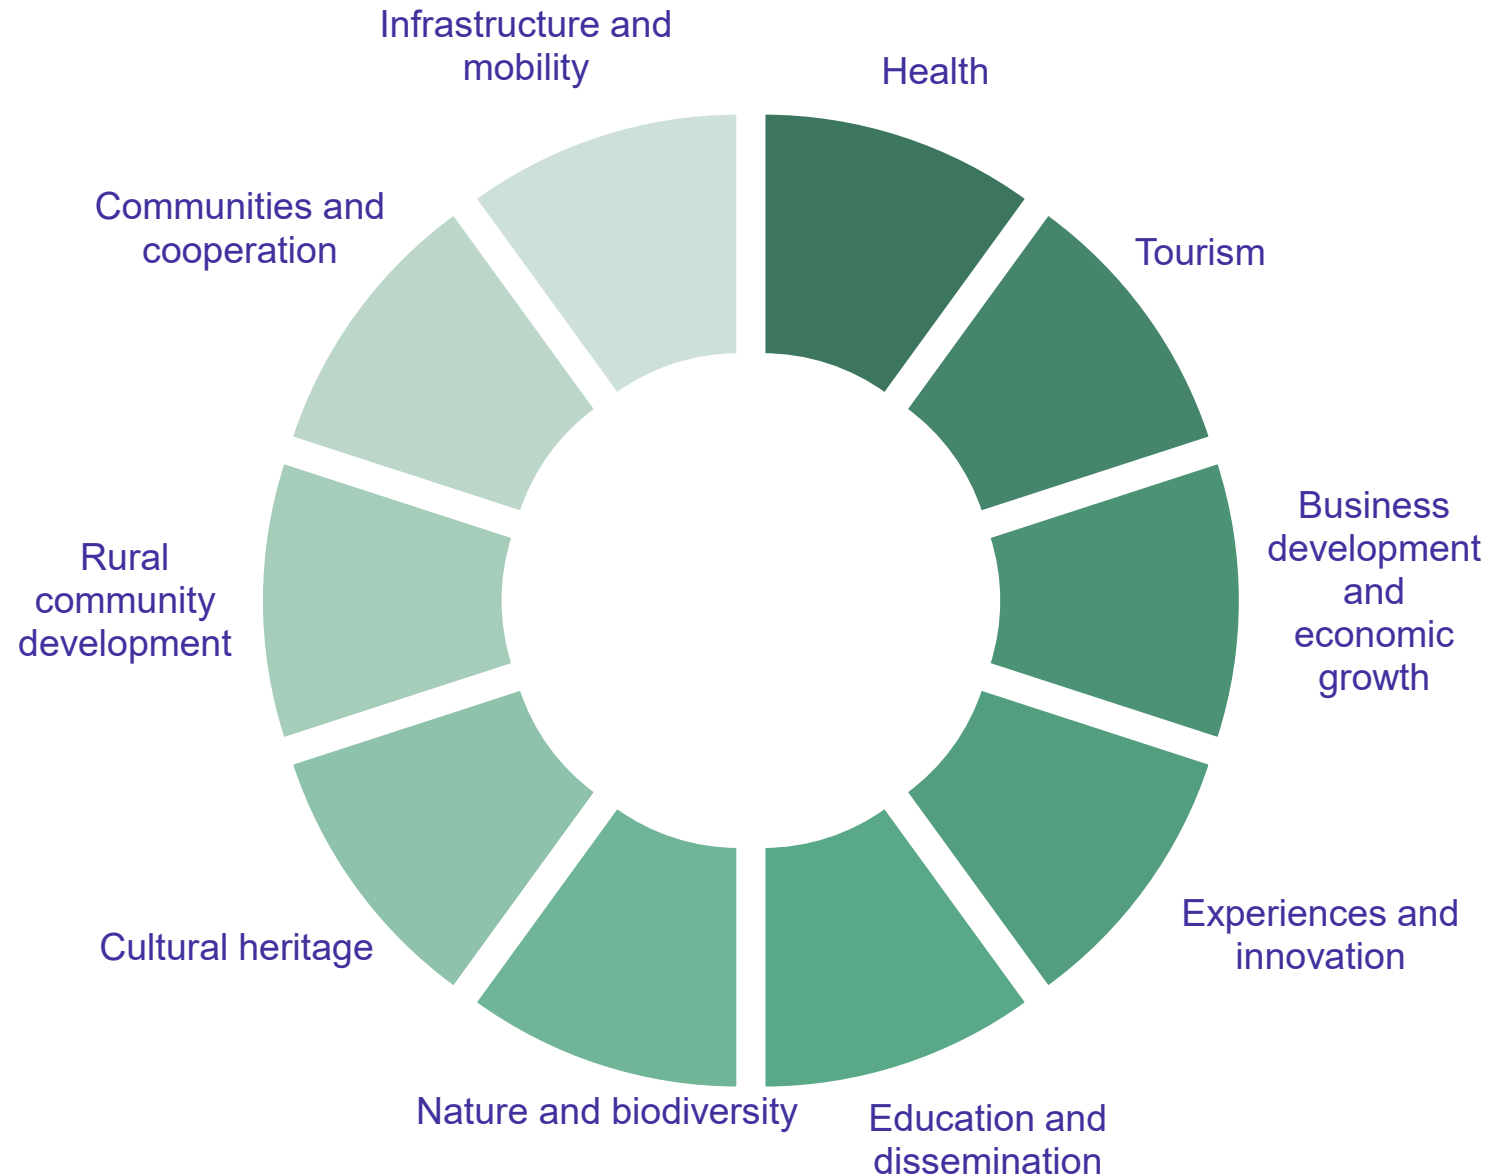 Infrastructure and
mobility
Health
Tourism
Business
development
and
economic
growth
Experiences and
innovation
Education and
dissemination
Nature and biodiversity
Cultural heritage
Rural
community
development
Communities and
cooperation